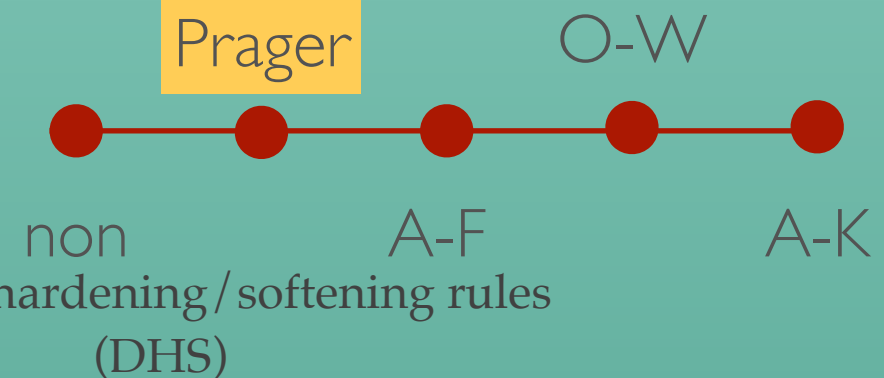 Prager O-W
non A-F A-K
hardening/softening rules
(DHS)